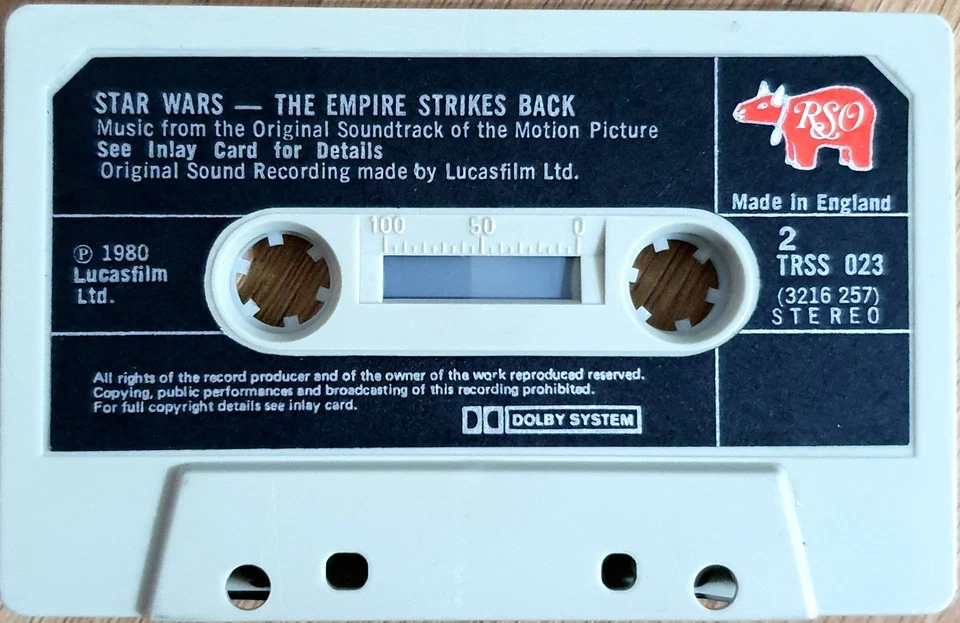 STAR WARS — THE EMPIRE STRIKES BACK
Music from the Original Soundtrack of the Motion Picture
See Inlay Card for Details
Original Sound Recording made by Lucasfilm Ltd.
RSO
Made in England
℗ 1980
Lucasfilm
Ltd.
100 50 0
2
TRSS 023
(3216 257)
STEREO
All rights of the record producer and of the owner of the work reproduced reserved.
Copying, public performances and broadcasting of this recording prohibited.
For full copyright details see inlay card.
DOLBY SYSTEM